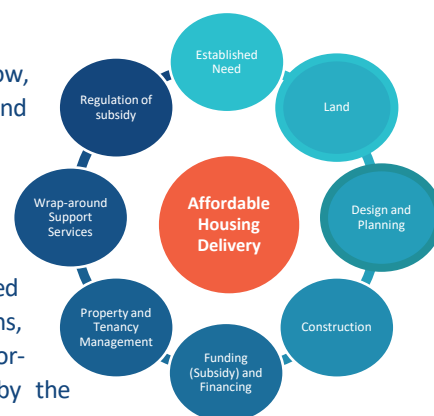 ow,
nd
ed
ns,
or-
by the
Established
Need
Land
Design and
Planning
Construction
Funding
(Subsidy) and
Financing
Property and
Tenancy
Management
Wrap-around
Support
Services
Regulation of
subsidy
Affordable
Housing
Delivery